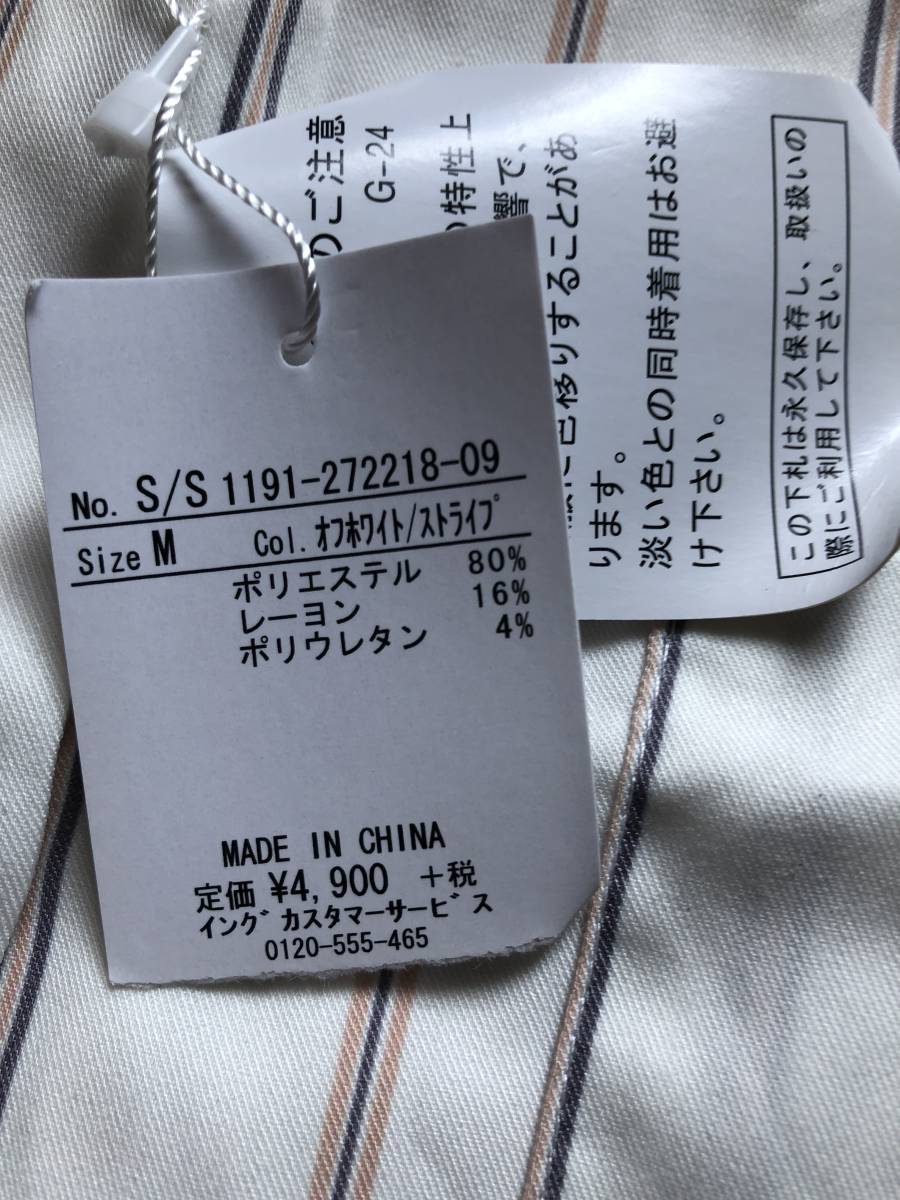 No. S/S 1191-272218-09
Size M Col. オフホワイト/ストライプ
ポリエステル 80%
レーヨン 16%
ポリウレタン 4%
MADE IN CHINA
定価 ¥4,900 +税
イング カスタマーサービス
0120-555-465
のご注意
G-24
特性上
響で、
色移りすることがあ
ります。
淡い色との同時着用はお避
け下さい。
この下札は永久保存し、取扱いの
際にご利用して下さい。